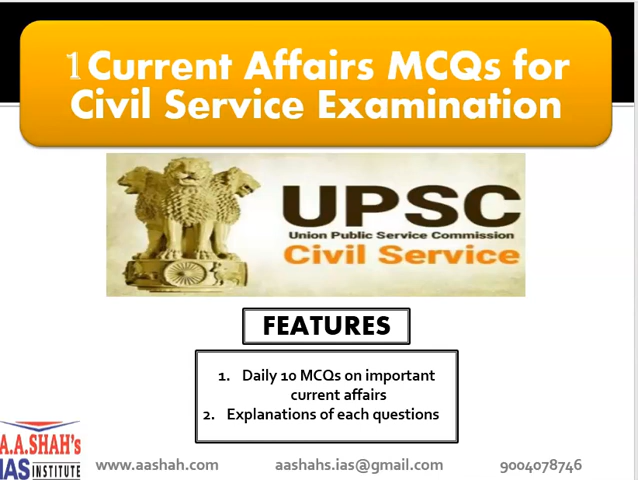 1 Current Affairs MCQs for
Civil Service Examination
UPSC
Union Public Service Commission
Civil Service
FEATURES
1. Daily 10 MCQs on important
current affairs
2. Explanations of each questions
A.A.SHAH's
IAS INSTITUTE
www.aashah.com aashahs.ias@gmail.com 9004078746